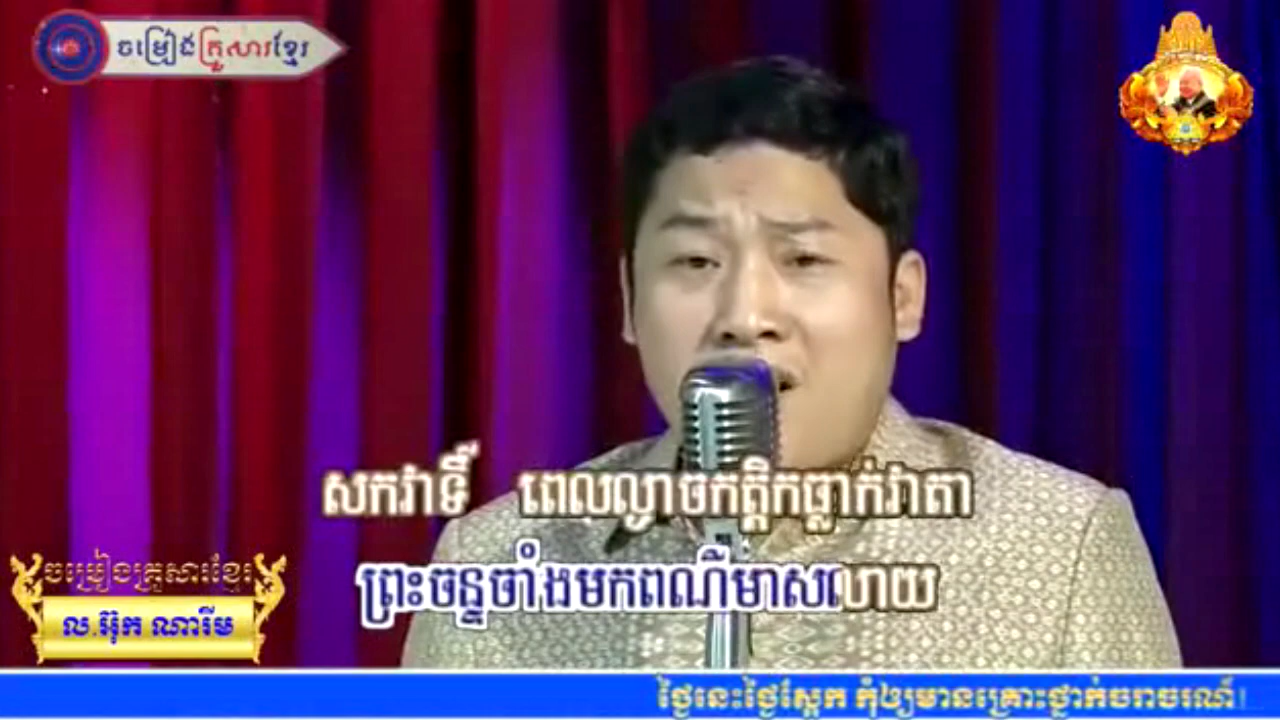 ចម្រៀងគ្រួសារខ្មែរ
សកវាទី៍ ពេលល្ងាចកត្តិកធ្លាក់វាតា
ព្រះចន្ទចាំងមកពណ៌មាសលាយ
ចម្រៀងគ្រួសារខ្មែរ
ល.អ៊ុក ណារីម
ថ្ងៃនេះថ្ងៃស្អែក កុំឲ្យមានគ្រោះថ្នាក់ចរាចរណ៍!